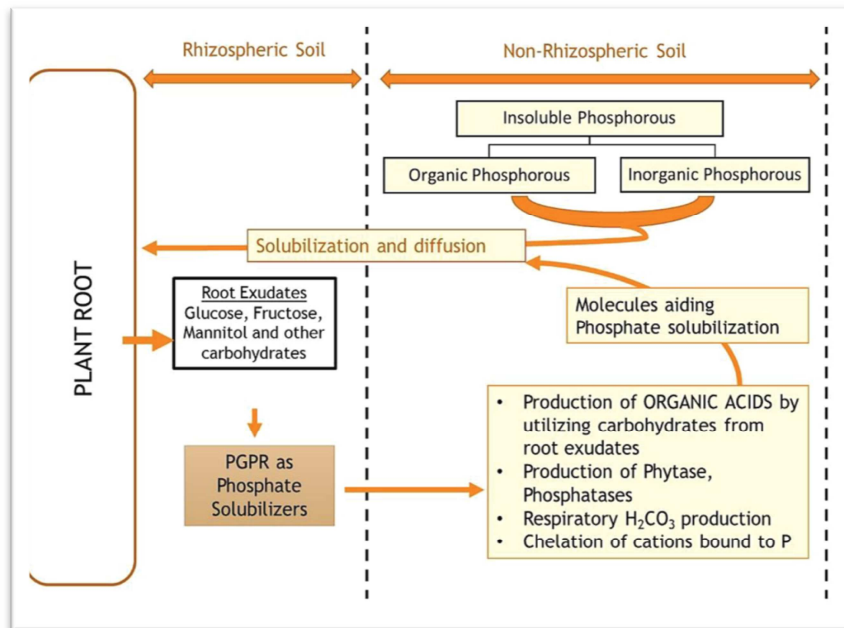 Rhizospheric Soil
Non-Rhizospheric Soil
Insoluble Phosphorous
Organic Phosphorous
Inorganic Phosphorous
Solubilization and diffusion
PLANT ROOT
Root Exudates
Glucose, Fructose,
Mannitol and other
carbohydrates
Molecules aiding
Phosphate solubilization
PGPR as
Phosphate
Solubilizers
• Production of ORGANIC ACIDS by
utilizing carbohydrates from
root exudates
• Production of Phytase,
Phosphatases
• Respiratory H₂CO₃ production
• Chelation of cations bound to P